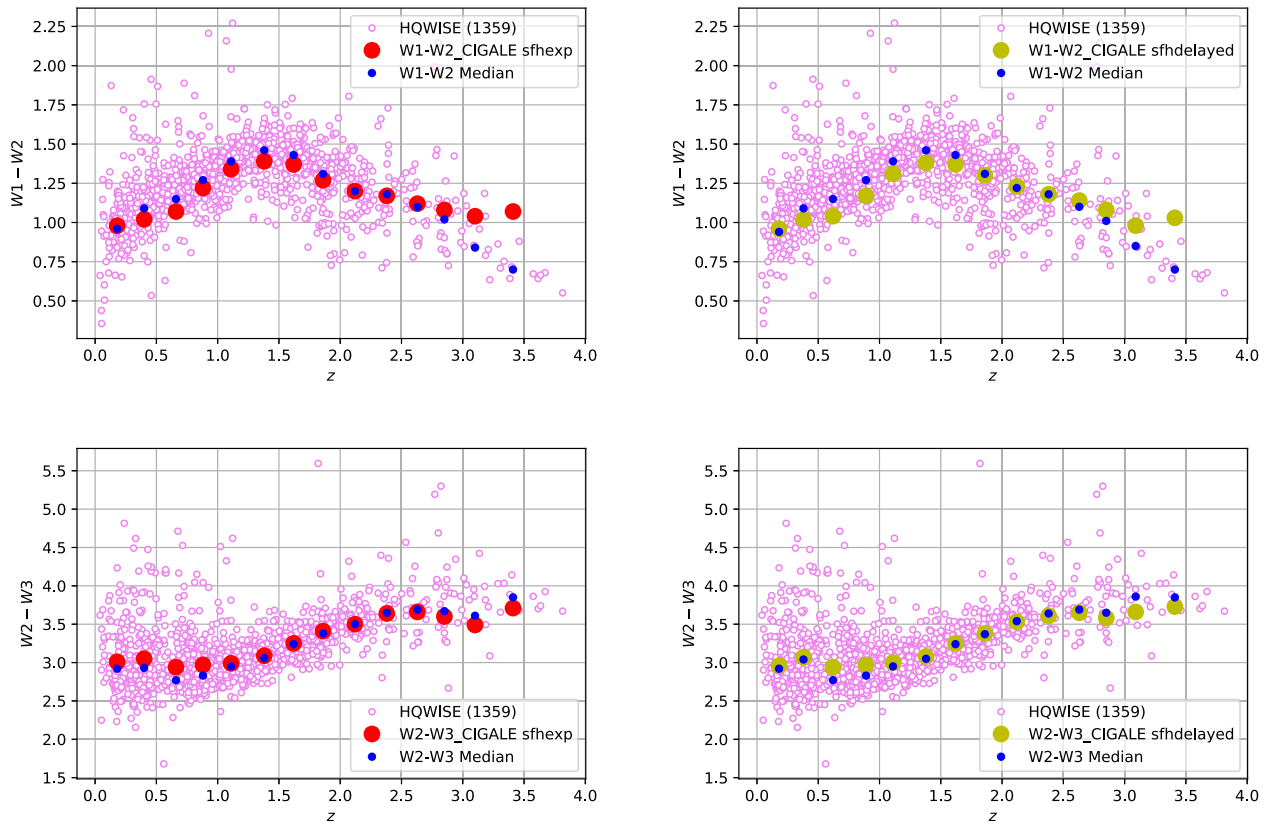 HQWISE (1359)
W1-W2_CIGALE sfhexp
W1-W2 Median
2.25
2.00
1.75
1.50
1.25
1.00
0.75
0.50
W1 − W2
0.0 0.5 1.0 1.5 2.0 2.5 3.0 3.5 4.0
z
HQWISE (1359)
W1-W2_CIGALE sfhdelayed
W1-W2 Median
2.25
2.00
1.75
1.50
1.25
1.00
0.75
0.50
W1 − W2
0.0 0.5 1.0 1.5 2.0 2.5 3.0 3.5 4.0
z
5.5
5.0
4.5
4.0
3.5
3.0
2.5
2.0
1.5
W2 − W3
HQWISE (1359)
W2-W3_CIGALE sfhexp
W2-W3 Median
0.0 0.5 1.0 1.5 2.0 2.5 3.0 3.5 4.0
z
5.5
5.0
4.5
4.0
3.5
3.0
2.5
2.0
1.5
W2 − W3
HQWISE (1359)
W2-W3_CIGALE sfhdelayed
W2-W3 Median
0.0 0.5 1.0 1.5 2.0 2.5 3.0 3.5 4.0
z